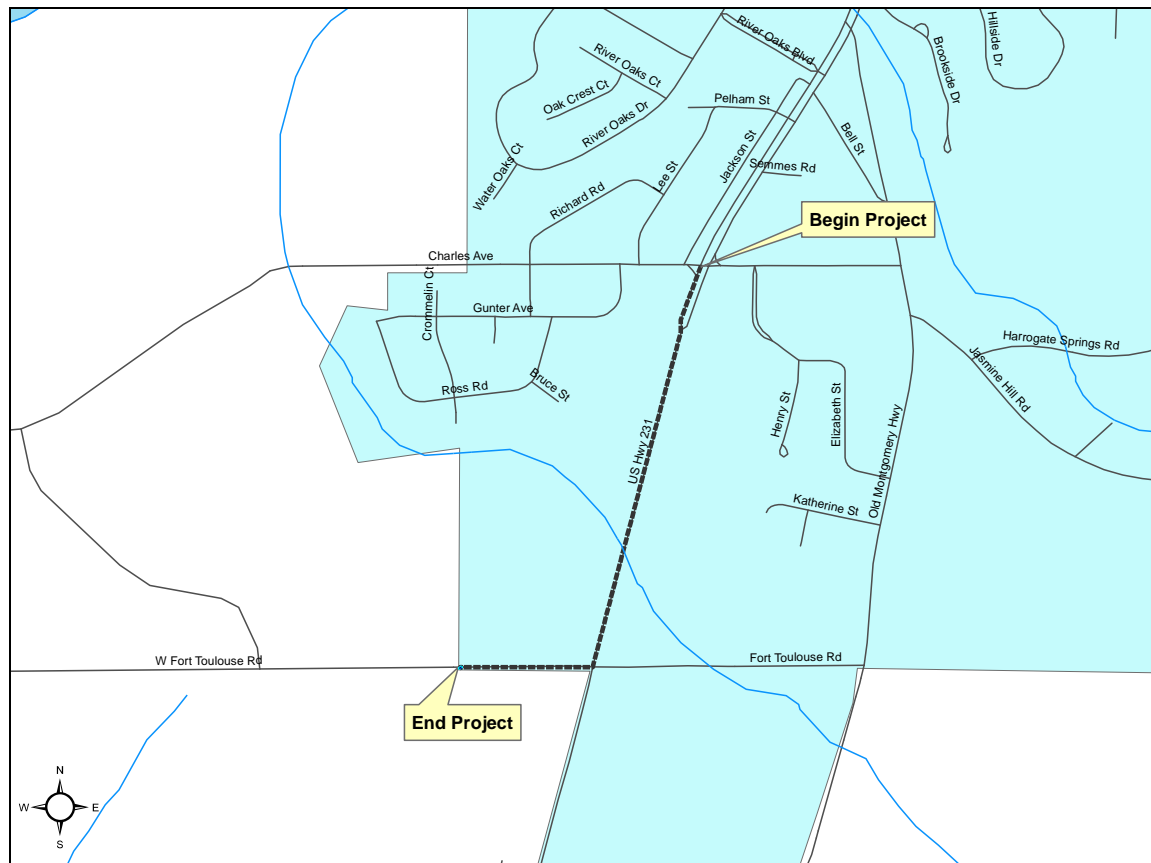 River Oaks Blvd
Hillside Dr
Brookside Dr
River Oaks Ct
Oak Crest Ct
Pelham St
River Oaks Dr
Bell St
Jackson St
Semmes Rd
Water Oaks Ct
Lee St
Richard Rd
Begin Project
Charles Ave
Crommelin Ct
Gunter Ave
Harrogate Springs Rd
Jasmine Hill Rd
Ross Rd
Bruce St
Henry St
Elizabeth St
US Hwy 231
Old Montgomery Hwy
Katherine St
W Fort Toulouse Rd
Fort Toulouse Rd
End Project
N
W
E
S